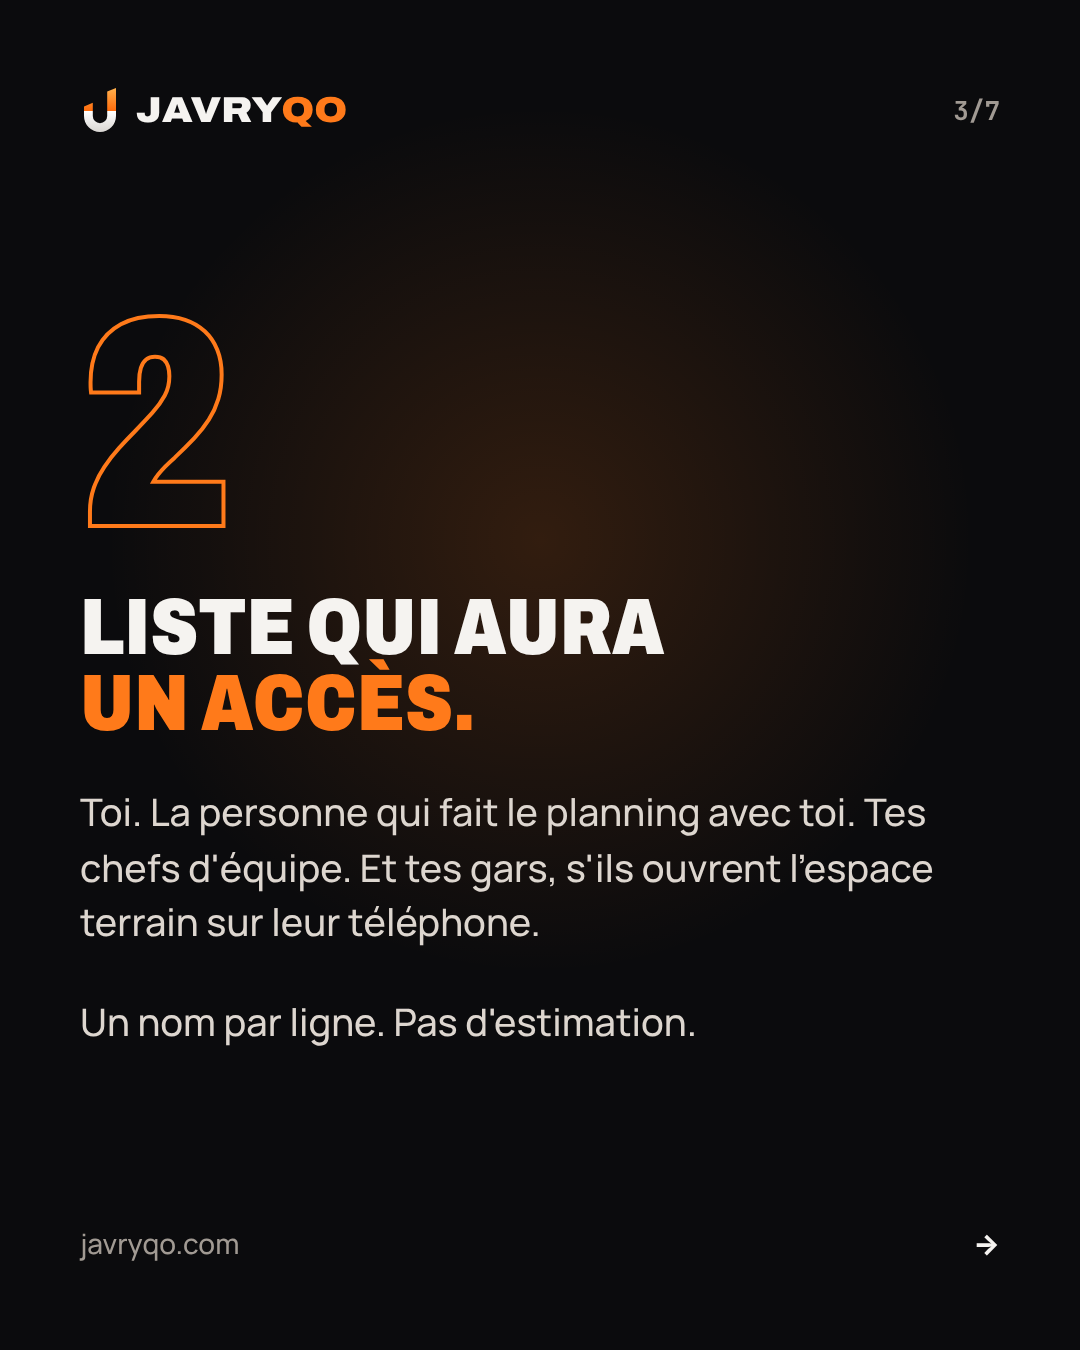 JAVRYQO
3/7
2
LISTE QUI AURA
UN ACCÈS.
Toi. La personne qui fait le planning avec toi. Tes
chefs d'équipe. Et tes gars, s'ils ouvrent l’espace
terrain sur leur téléphone.
Un nom par ligne. Pas d'estimation.
javryqo.com
→